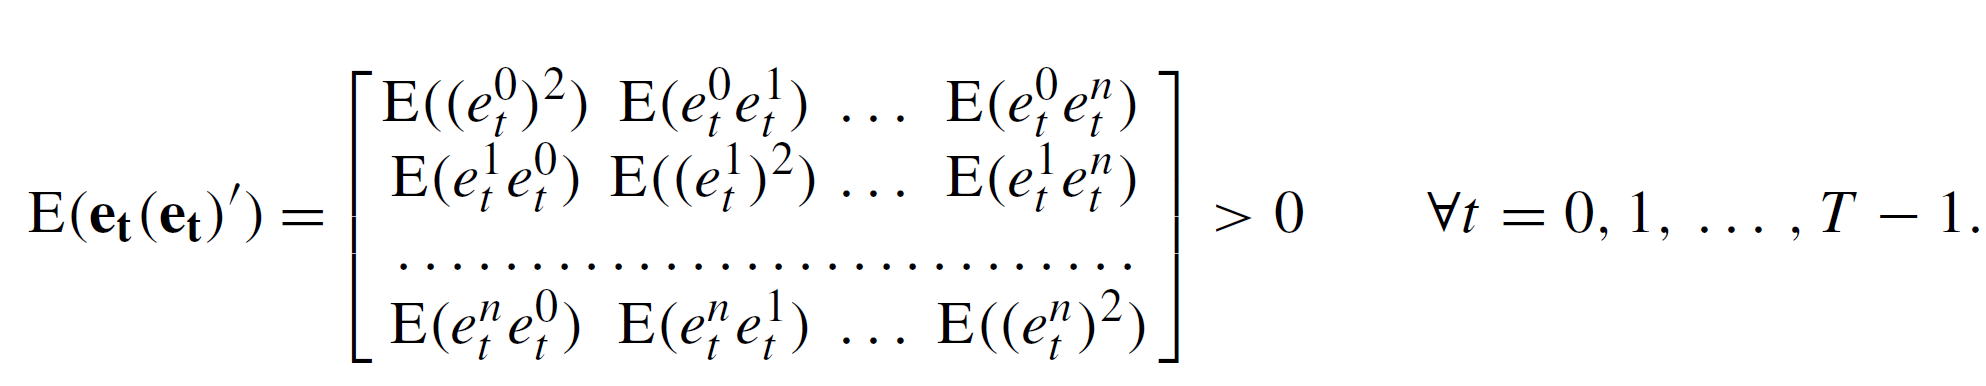 E((e_t^0)^2) E(e_t^0 e_t^1) ... E(e_t^0 e_t^n)
E(e_t^1 e_t^0) E((e_t^1)^2) ... E(e_t^1 e_t^n)
E(𝐞_𝐭(𝐞_𝐭)′) = [ ] > 0 ∀t = 0, 1, ... , T − 1.
............................
E(e_t^n e_t^0) E(e_t^n e_t^1) ... E((e_t^n)^2)